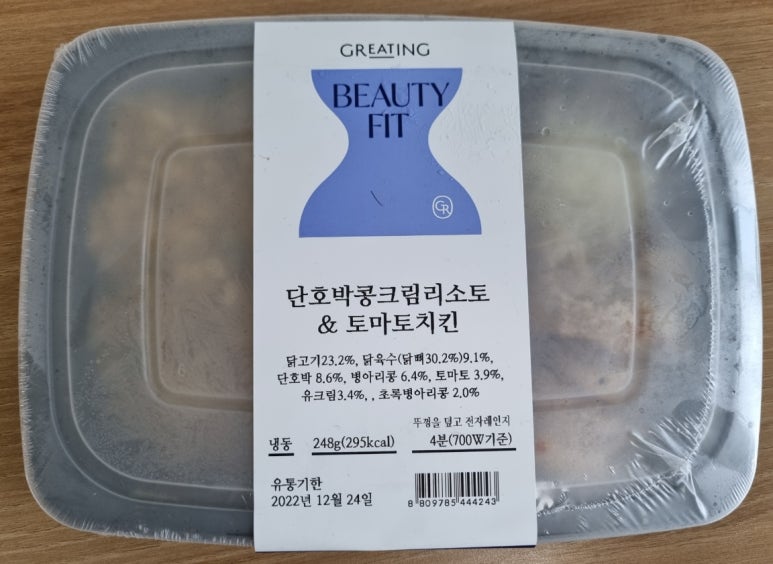 GREATING
BEAUTY
FIT
GR
단호박콩크림리소토
& 토마토치킨
닭고기23.2%, 닭육수(닭뼈30.2%)9.1%,
단호박 8.6%, 병아리콩 6.4%, 토마토 3.9%,
유크림3.4%, , 초록병아리콩 2.0%
뚜껑을 덮고 전자레인지
냉동 248g(295kcal) 4분(700W기준)
유통기한
2022년 12월 24일
8 809785 444243